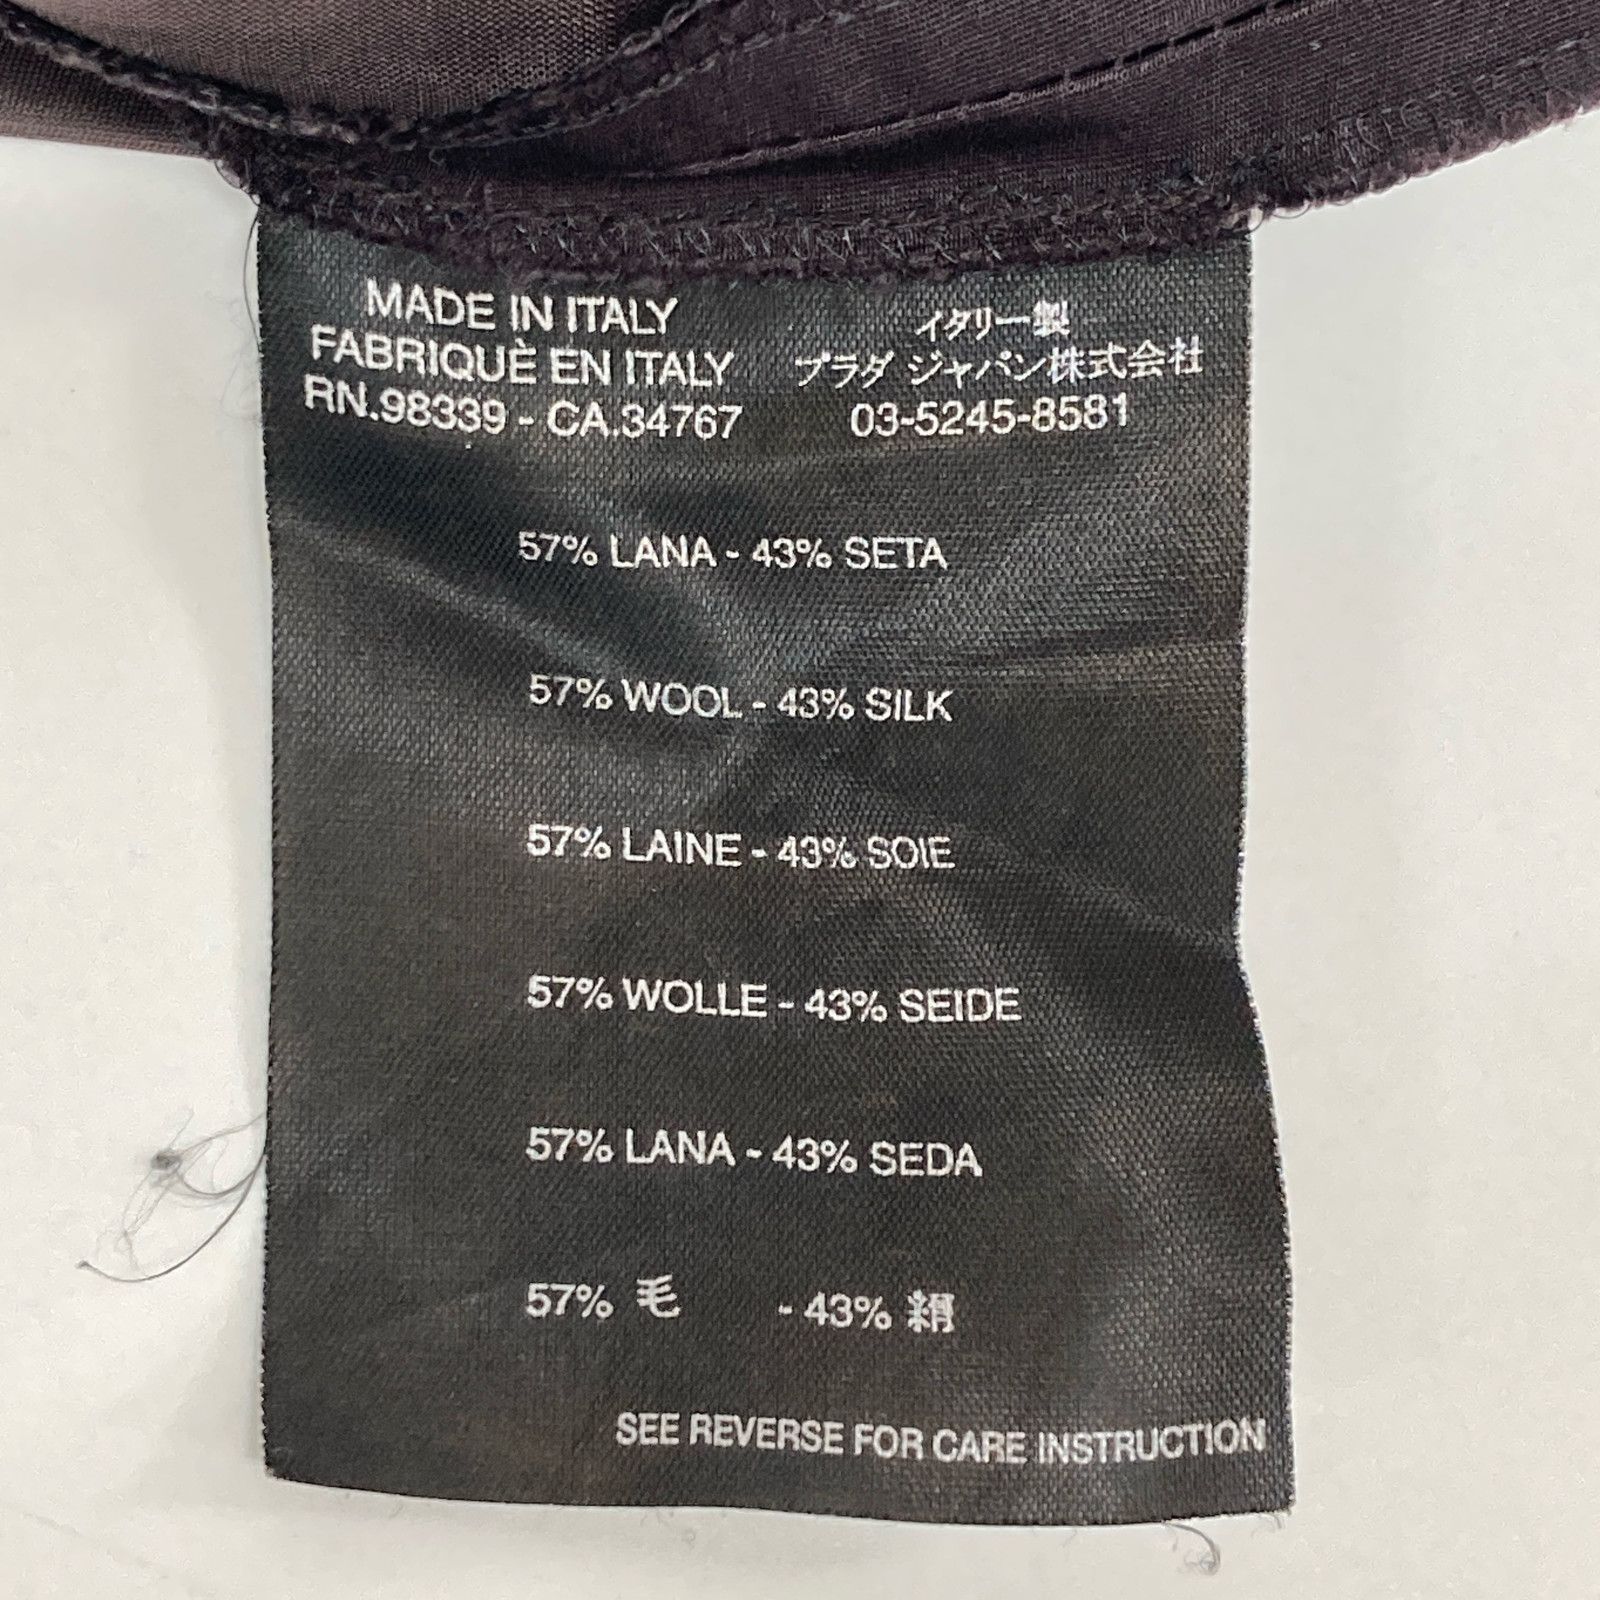 MADE IN ITALY
FABRIQUÈ EN ITALY
RN.98339 - CA.34767
イタリー製
プラダ ジャパン株式会社
03-5245-8581
57% LANA - 43% SETA
57% WOOL - 43% SILK
57% LAINE - 43% SOIE
57% WOLLE - 43% SEIDE
57% LANA - 43% SEDA
57% 毛 - 43% 絹
SEE REVERSE FOR CARE INSTRUCTION